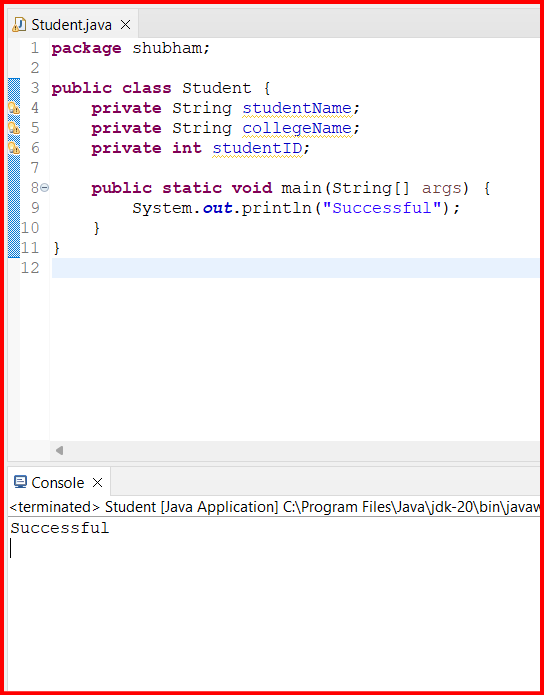 Student.java
1 package shubham;
2
3 public class Student {
4     private String studentName;
5     private String collegeName;
6     private int studentID;
7
8     public static void main(String[] args) {
9         System.out.println("Successful");
10     }
11 }
12
Console
<terminated> Student [Java Application] C:\Program Files\Java\jdk-20\bin\javaw
Successful